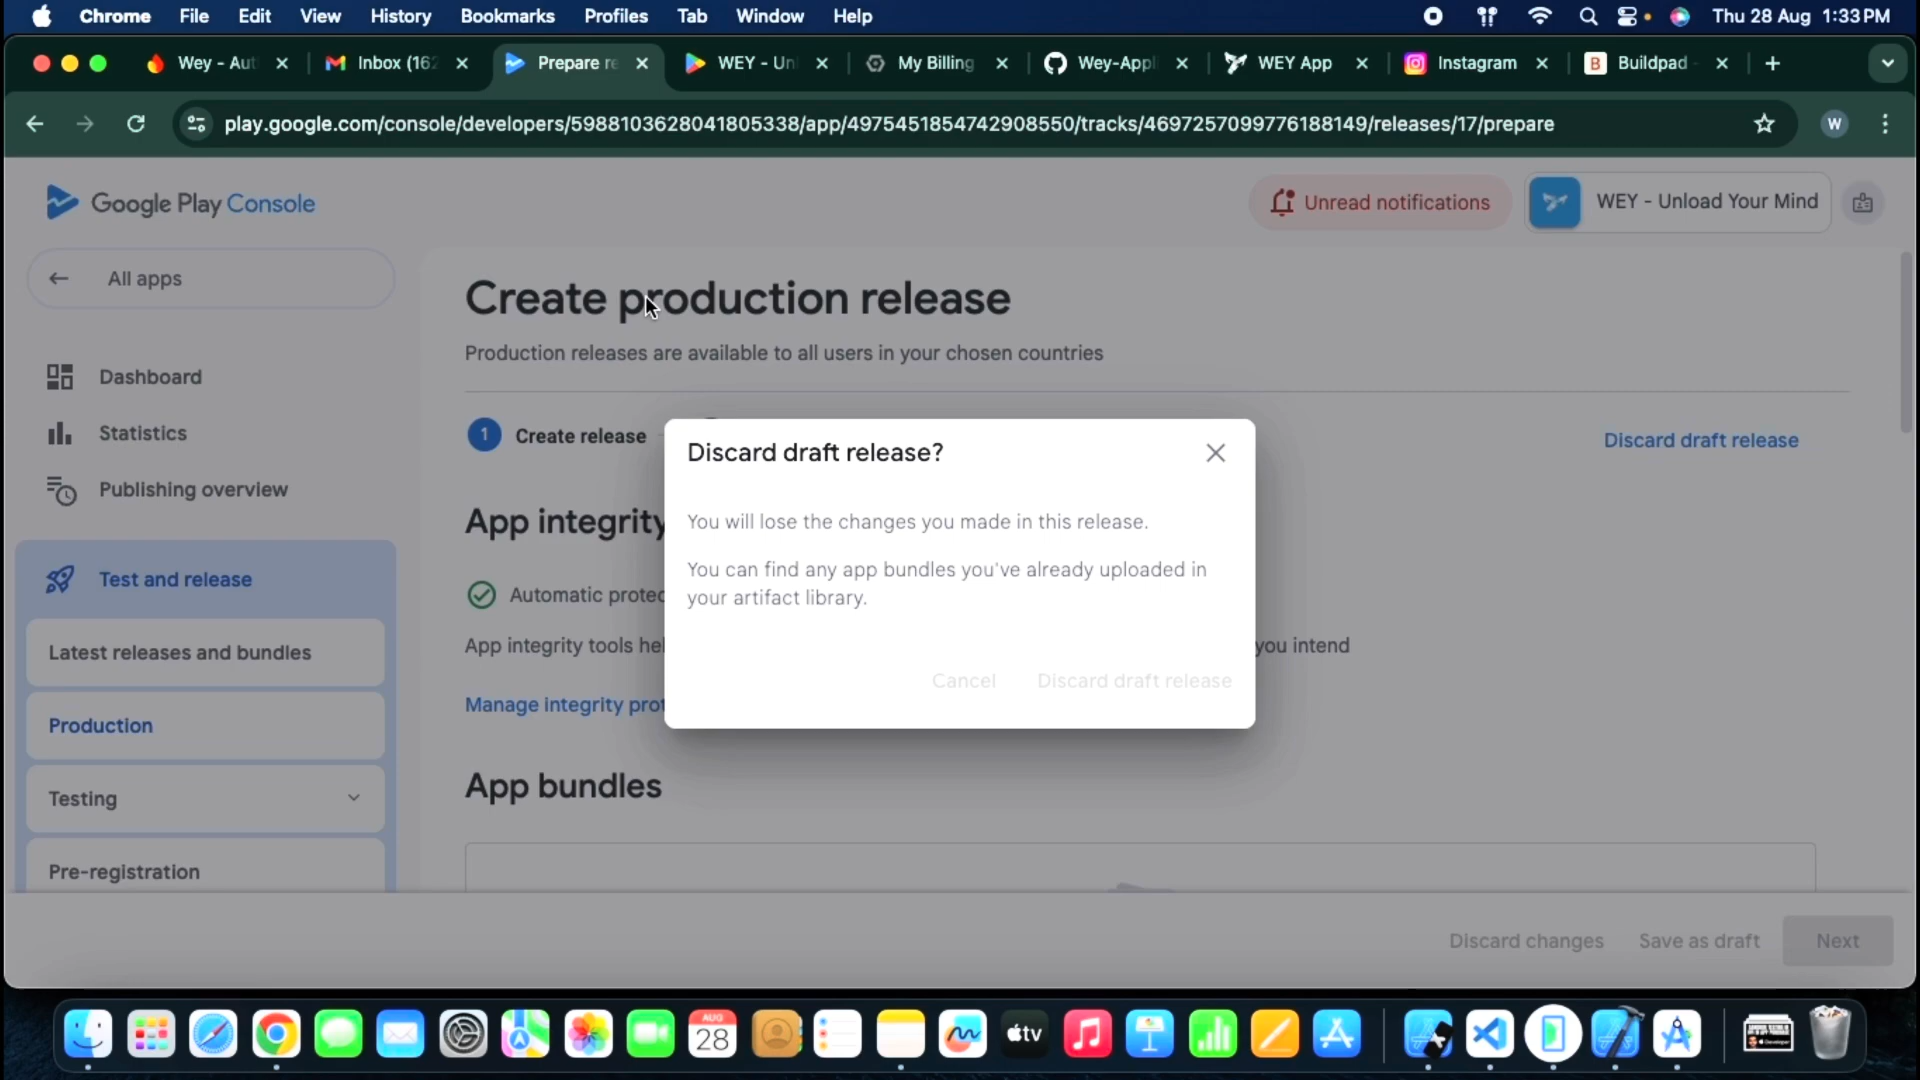 Chrome File Edit View History Bookmarks Profiles Tab Window Help Thu 28 Aug 1:33 PM
Wey - Aut Inbox (162 Prepare re WEY - Un My Billing Wey-Appli WEY App Instagram Buildpad -
play.google.com/console/developers/5988103628041805338/app/4975451854742908550/tracks/4697257099776188149/releases/17/prepare W
Google Play Console Unread notifications WEY - Unload Your Mind
All apps
Dashboard
Statistics
Publishing overview
Test and release
Latest releases and bundles
Production
Testing
Pre-registration
Create production release
Production releases are available to all users in your chosen countries
1 Create release Discard draft release
App integrity
Automatic protec
App integrity tools hel you intend
Manage integrity prot
App bundles
Discard draft release?
You will lose the changes you made in this release.
You can find any app bundles you've already uploaded in
your artifact library.
Cancel Discard draft release
Discard changes Save as draft Next
AUG
28
tv